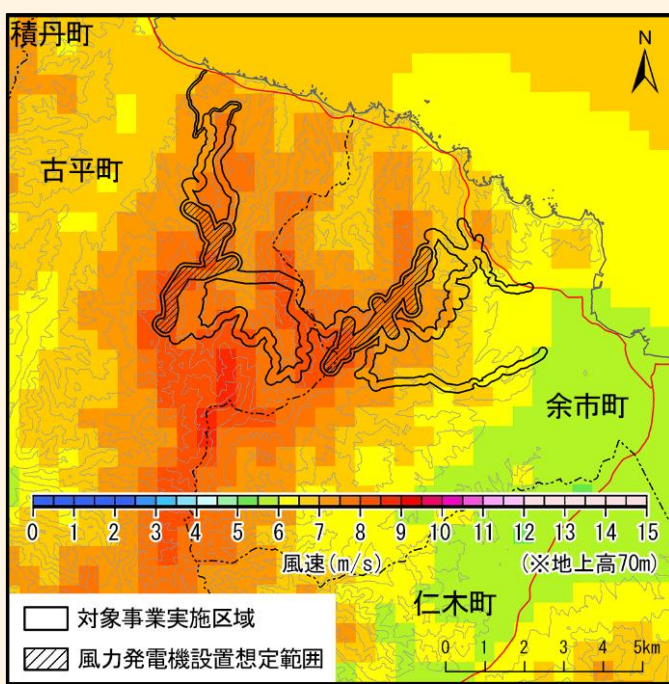 積丹町
N
古平町
余市町
0 1 2 3 4 5 6 7 8 9 10 11 12 13 14 15
風速(m/s) (※地上高70m)
仁木町
対象事業実施区域
風力発電機設置想定範囲
0 1 2 3 4 5km